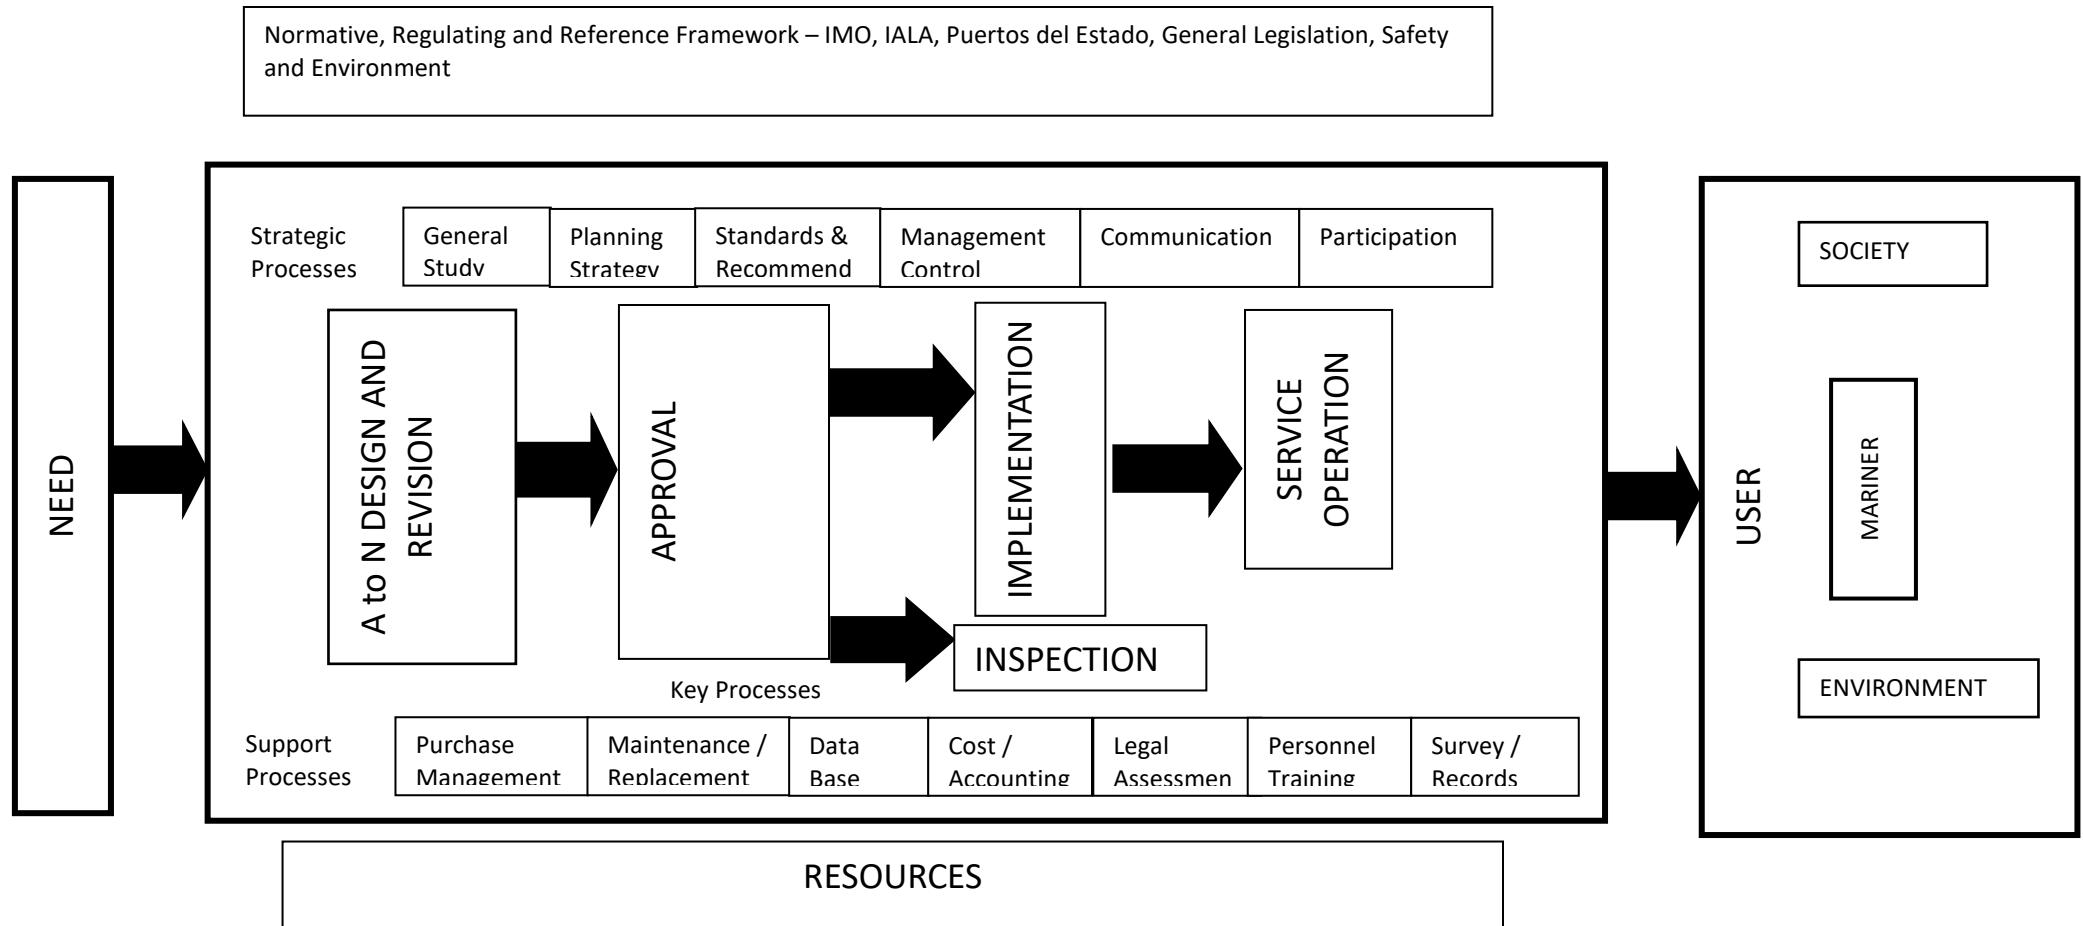 Normative, Regulating and Reference Framework – IMO, IALA, Puertos del Estado, General Legislation, Safety
and Environment
NEED
Strategic
Processes
General
Study
Planning
Strategy
Standards &
Recommend
Management
Control
Communication
Participation
A to N DESIGN AND
REVISION
APPROVAL
IMPLEMENTATION
SERVICE
OPERATION
INSPECTION
Key Processes
Support
Processes
Purchase
Management
Maintenance /
Replacement
Data
Base
Cost /
Accounting
Legal
Assessmen
Personnel
Training
Survey /
Records
USER
SOCIETY
MARINER
ENVIRONMENT
RESOURCES